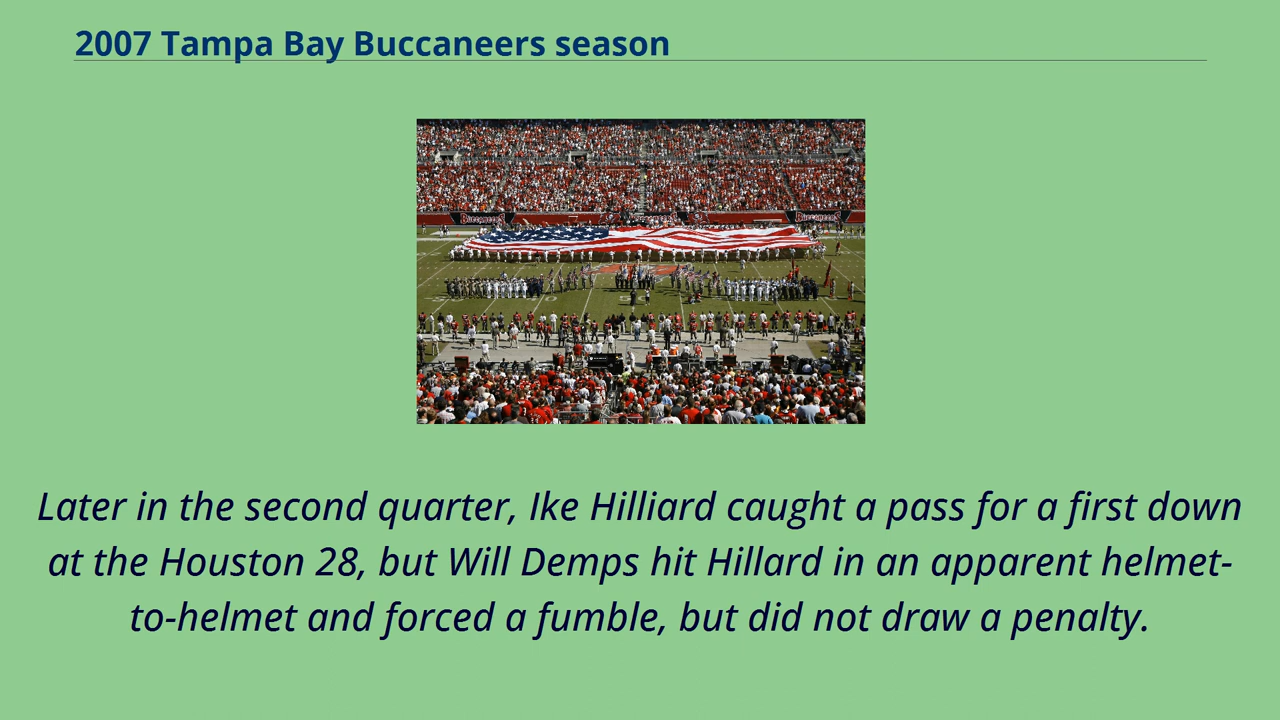 2007 Tampa Bay Buccaneers season
BUCCANEERS
BUCCANEERS
Later in the second quarter, Ike Hilliard caught a pass for a first down
at the Houston 28, but Will Demps hit Hillard in an apparent helmet-
to-helmet and forced a fumble, but did not draw a penalty.